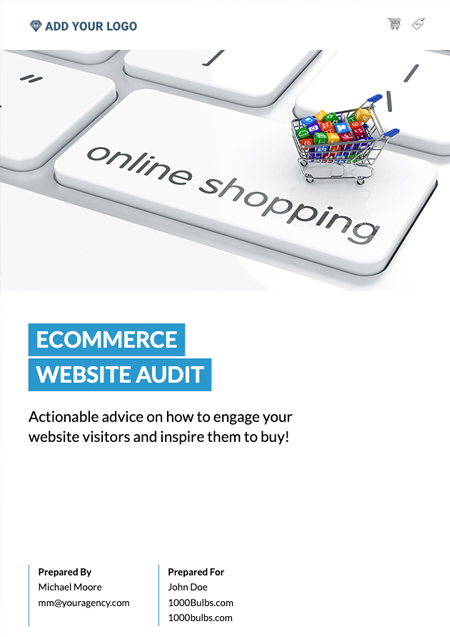 ADD YOUR LOGO
online shopping
ECOMMERCE
WEBSITE AUDIT
Actionable advice on how to engage your
website visitors and inspire them to buy!
Prepared By
Michael Moore
mm@youragency.com
Prepared For
John Doe
1000Bulbs.com
1000bulbs.com